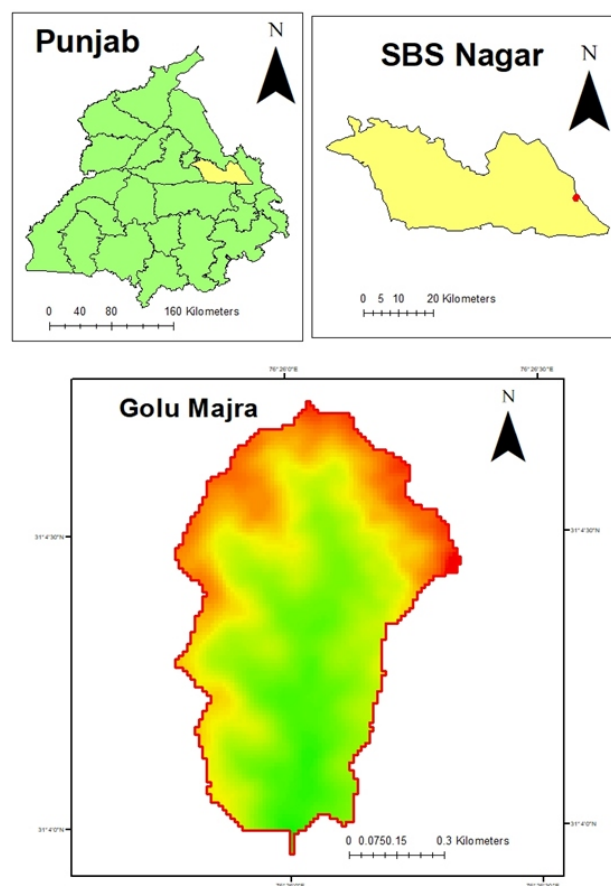 Punjab
N
0 40 80 160 Kilometers
SBS Nagar
N
0 5 10 20 Kilometers
76°26'0"E
76°26'30"E
Golu Majra
N
31°4'30"N
31°4'30"N
31°4'0"N
31°4'0"N
0 0.0750.15 0.3 Kilometers